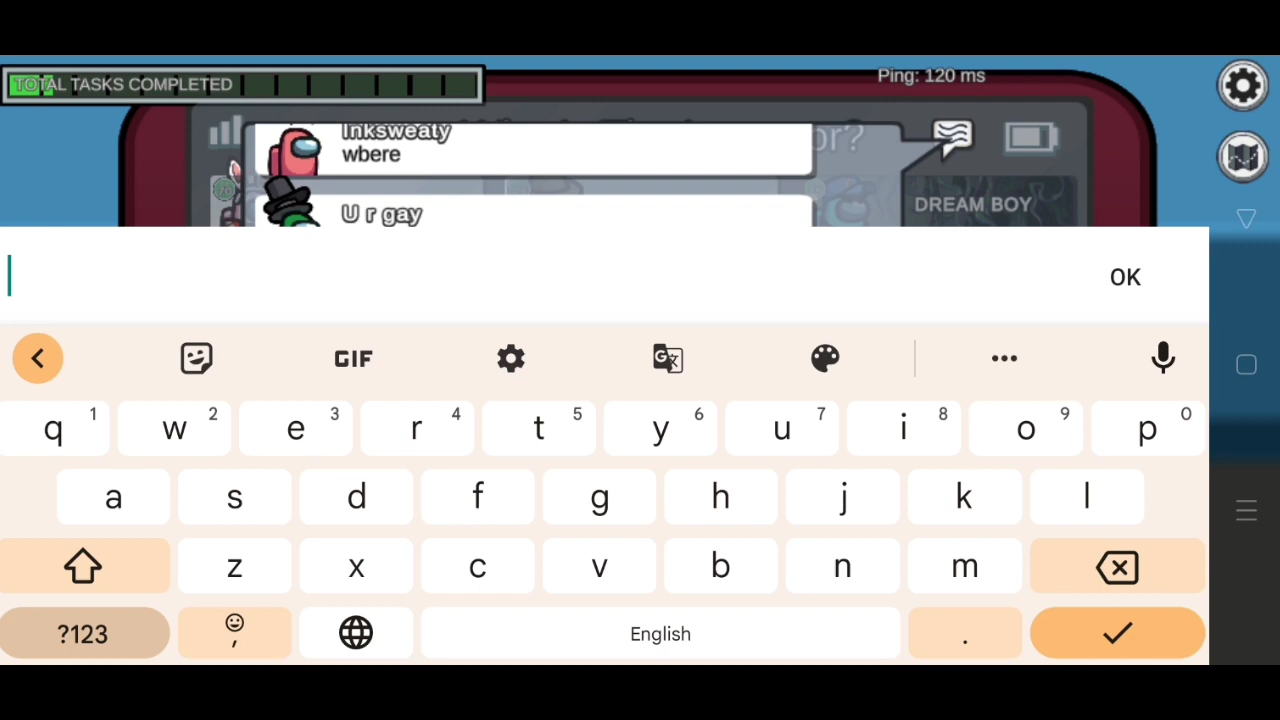 TOTAL TASKS COMPLETED
Ping: 120 ms
Inksweaty
wbere
U r gay
DREAM BOY
OK
GIF
q 1 w 2 e 3 r 4 t 5 y 6 u 7 i 8 o 9 p 0
a s d f g h j k l
z x c v b n m
?123 , English .